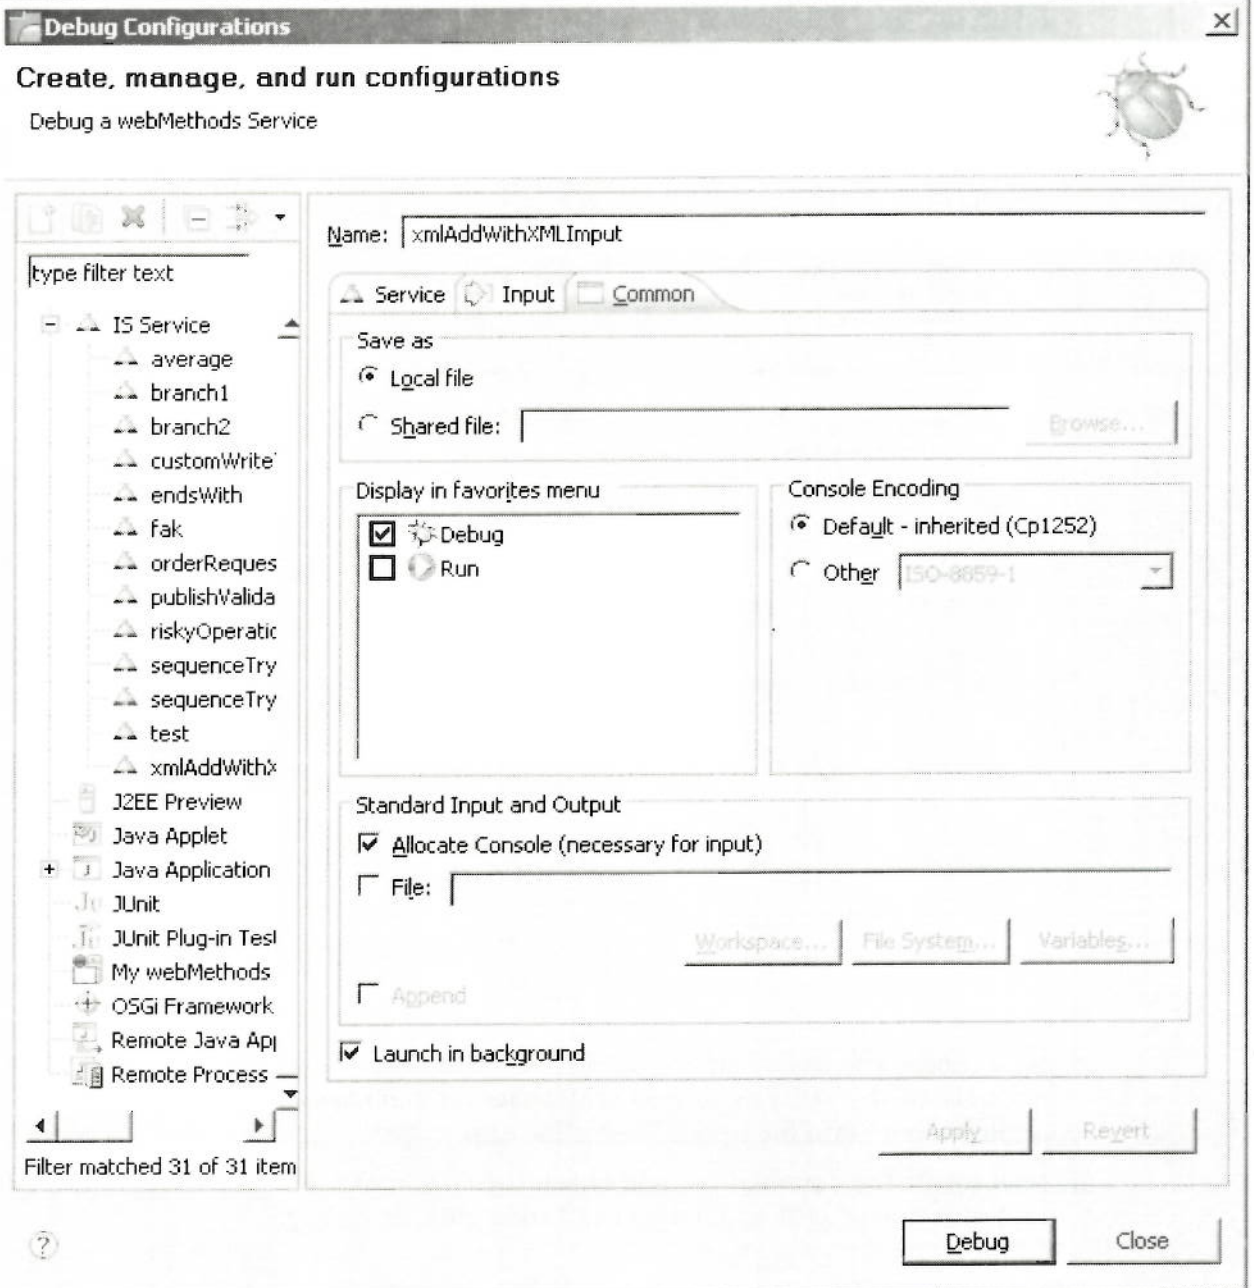 Debug Configurations
Create, manage, and run configurations
Debug a webMethods Service
type filter text
IS Service
average
branch1
branch2
customWrite
endsWith
fak
orderReques
publishValida
riskyOperatic
sequenceTry
sequenceTry
test
xmlAddWithX
J2EE Preview
Java Applet
Java Application
JUnit
JUnit Plug-in Test
My webMethods
OSGi Framework
Remote Java App
Remote Process
Filter matched 31 of 31 item
Name: xmlAddWithXMLImput
Service Input Common
Save as
Local file
Shared file: Browse...
Display in favorites menu
Debug
Run
Console Encoding
Default - inherited (Cp1252)
Other ISO-8859-1
Standard Input and Output
Allocate Console (necessary for input)
File:
Workspace... File System... Variables...
Append
Launch in background
Apply Revert
? Debug Close